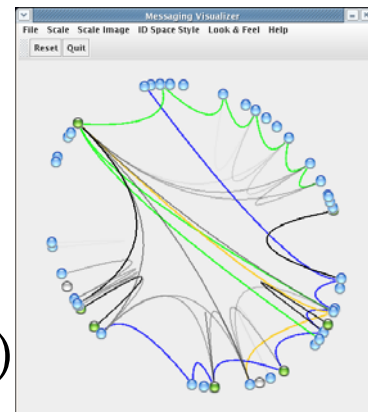 Messaging Visualizer
File Scale Scale Image ID Space Style Look & Feel Help
Reset Quit
)